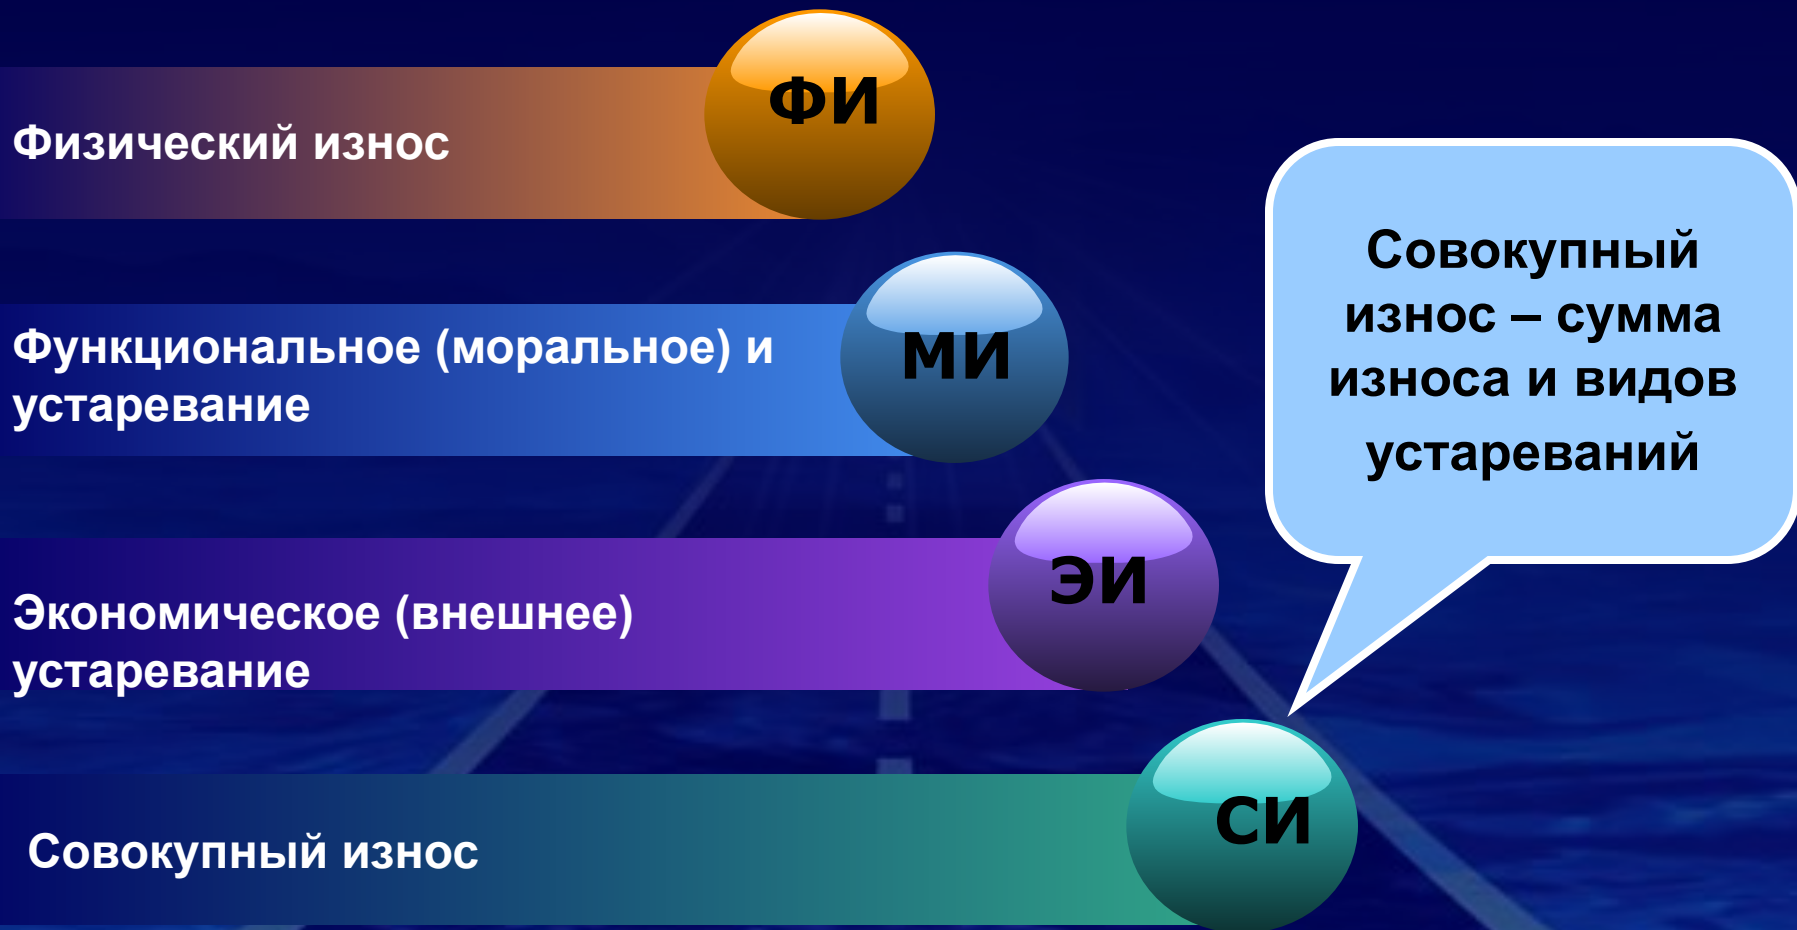 ФИ
Физический износ
Функциональное (моральное) и
устаревание
МИ
Экономическое (внешнее)
устаревание
ЭИ
Совокупный износ
СИ
Совокупный
износ – сумма
износа и видов
устареваний